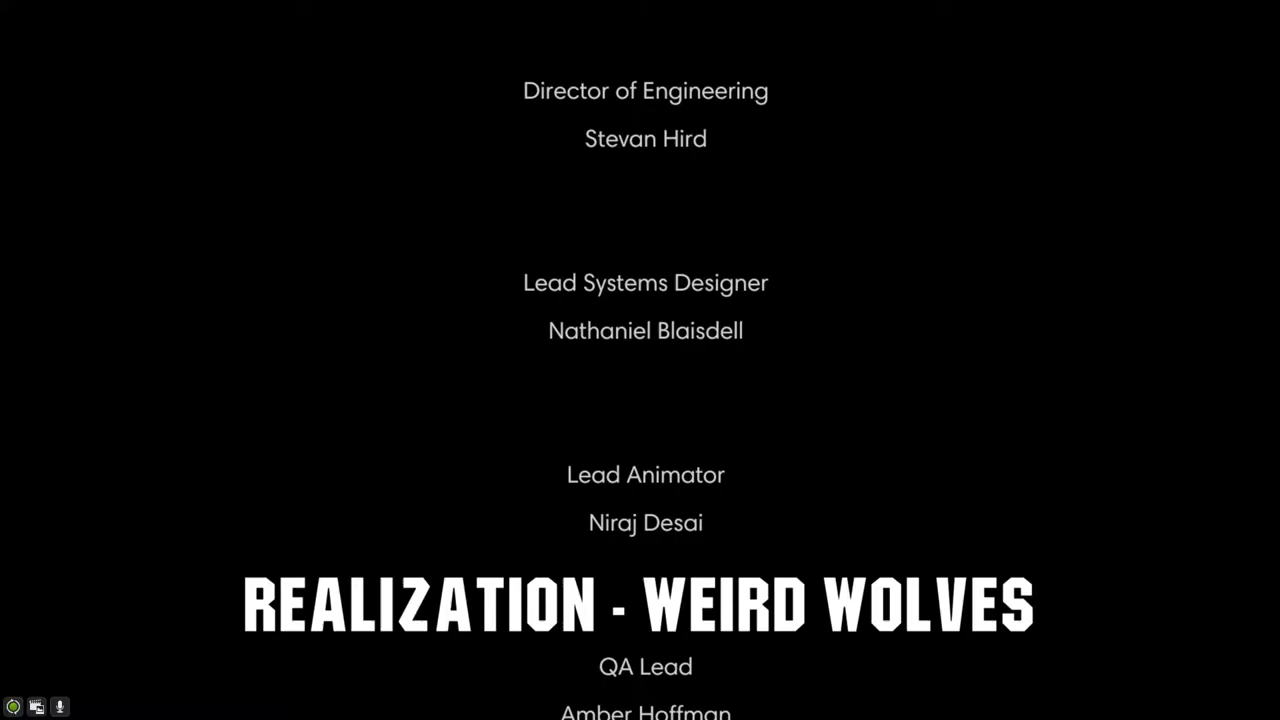 Director of Engineering
Stevan Hird
Lead Systems Designer
Nathaniel Blaisdell
Lead Animator
Niraj Desai
REALIZATION - WEIRD WOLVES
QA Lead
Amber Hoffman